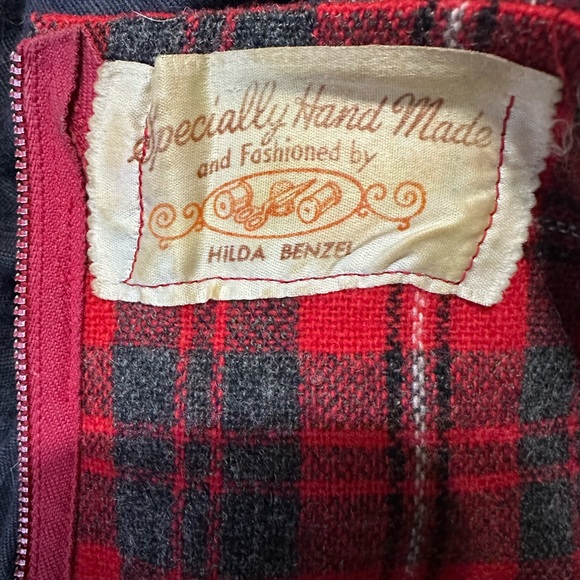 Specially Hand Made
and Fashioned by
HILDA BENZEL